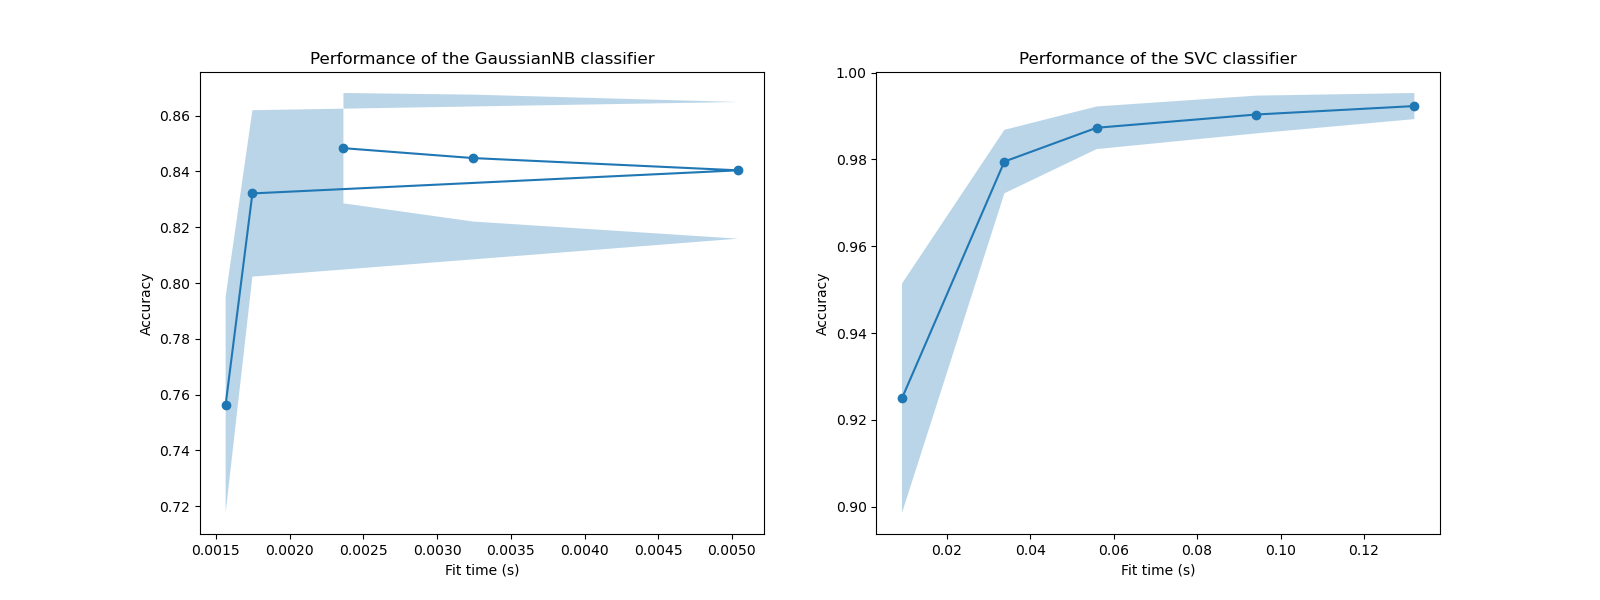 Performance of the GaussianNB classifier
Accuracy
0.86
0.84
0.82
0.80
0.78
0.76
0.74
0.72
0.0015 0.0020 0.0025 0.0030 0.0035 0.0040 0.0045 0.0050
Fit time (s)
Performance of the SVC classifier
Accuracy
1.00
0.98
0.96
0.94
0.92
0.90
0.02 0.04 0.06 0.08 0.10 0.12
Fit time (s)